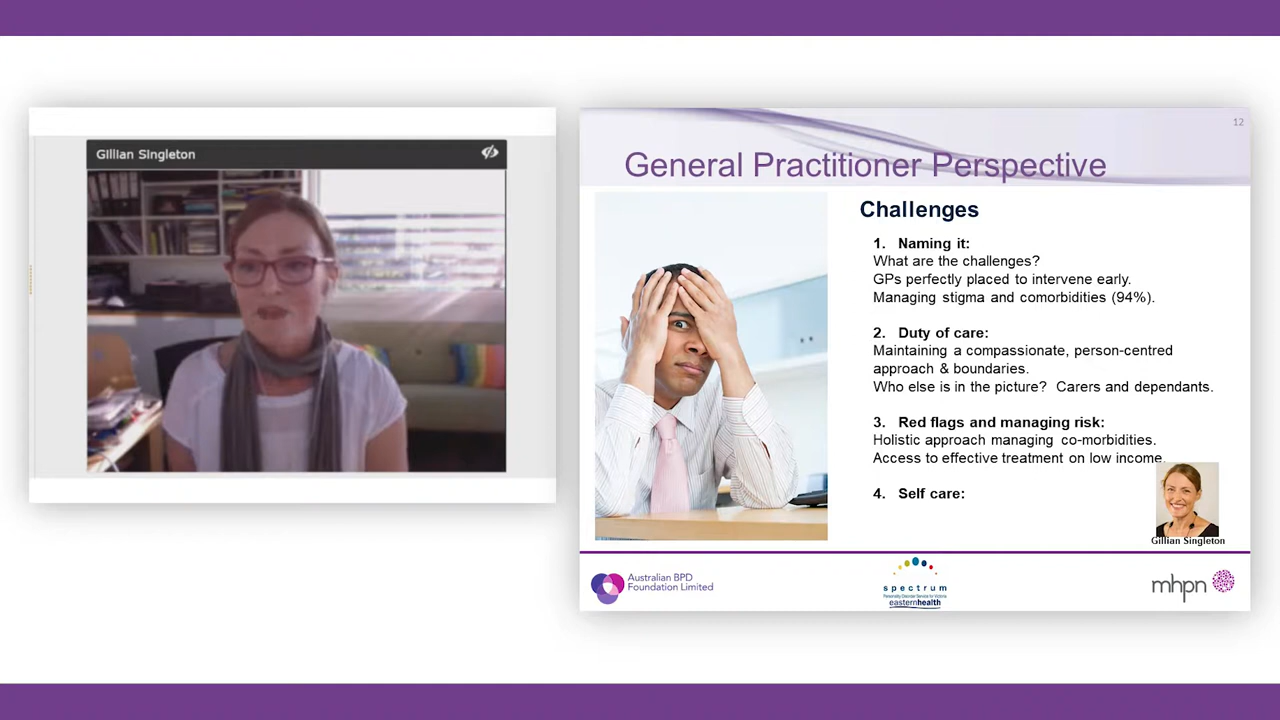 Gillian Singleton
12
General Practitioner Perspective
Challenges
1. Naming it:
What are the challenges?
GPs perfectly placed to intervene early.
Managing stigma and comorbidities (94%).
2. Duty of care:
Maintaining a compassionate, person-centred
approach & boundaries.
Who else is in the picture? Carers and dependants.
3. Red flags and managing risk:
Holistic approach managing co-morbidities.
Access to effective treatment on low income.
4. Self care:
Gillian Singleton
Australian BPD
Foundation Limited
spectrum
Personality Disorder Service for Victoria
easternhealth
mhpn